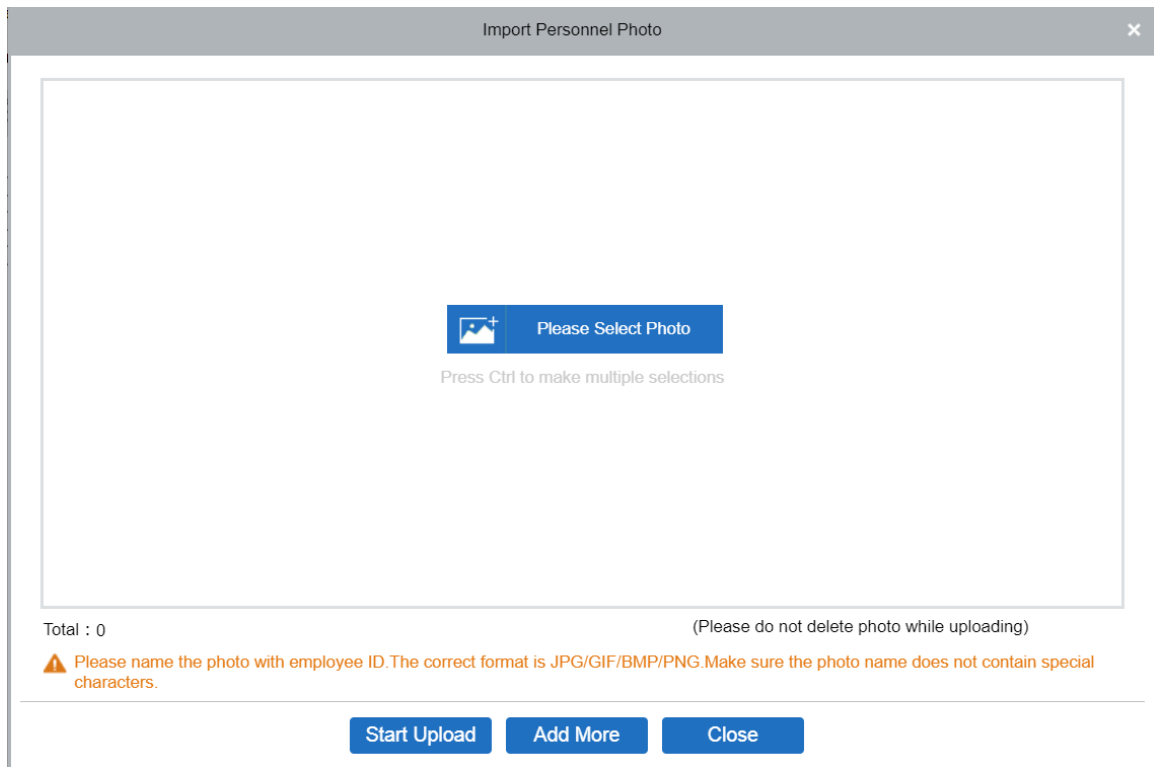 Import Personnel Photo
Please Select Photo
Press Ctrl to make multiple selections
Total : 0
(Please do not delete photo while uploading)
Please name the photo with employee ID.The correct format is JPG/GIF/BMP/PNG.Make sure the photo name does not contain special
characters.
Start Upload
Add More
Close